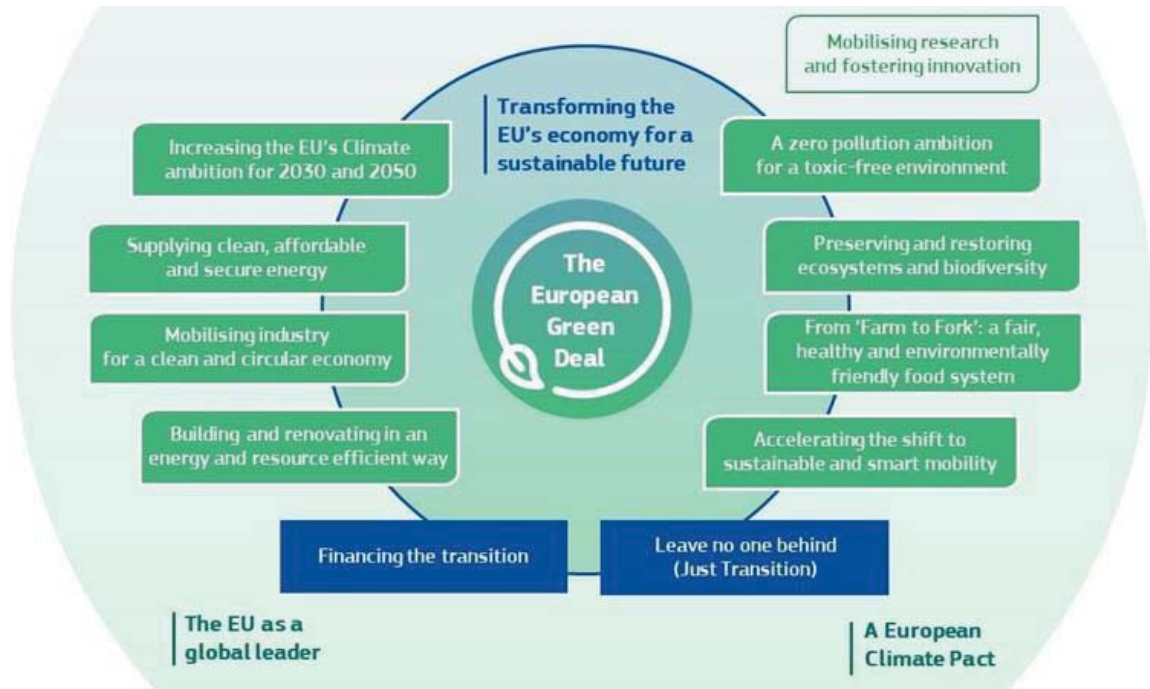 Mobilising research
and fostering innovation
Transforming the
EU's economy for a
sustainable future
Increasing the EU's Climate
ambition for 2030 and 2050
A zero pollution ambition
for a toxic-free environment
Supplying clean, affordable
and secure energy
Preserving and restoring
ecosystems and biodiversity
The
European
Green
Deal
Mobilising industry
for a clean and circular economy
From 'Farm to Fork': a fair,
healthy and environmentally
friendly food system
Building and renovating in an
energy and resource efficient way
Accelerating the shift to
sustainable and smart mobility
Financing the transition
Leave no one behind
(Just Transition)
The EU as a
global leader
A European
Climate Pact